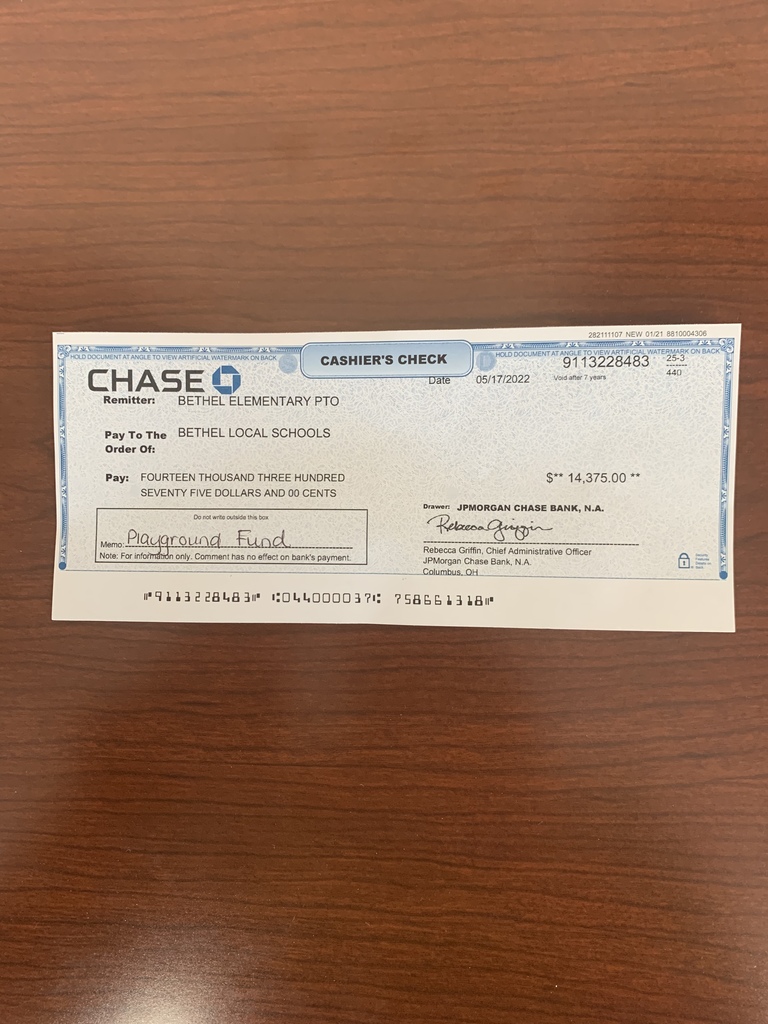 282111107 NEW 01/21 8810004306
HOLD DOCUMENT AT ANGLE TO VIEW ARTIFICIAL WATERMARK ON BACK
CASHIER'S CHECK
HOLD DOCUMENT AT ANGLE TO VIEW ARTIFICIAL WATERMARK ON BACK
CHASE
9113228483
25-3
440
Date 05/17/2022
Void after 7 years
Remitter: BETHEL ELEMENTARY PTO
Pay To The Order Of: BETHEL LOCAL SCHOOLS
Pay: FOURTEEN THOUSAND THREE HUNDRED
SEVENTY FIVE DOLLARS AND 00 CENTS
$** 14,375.00 **
Do not write outside this box
Memo: Playground Fund
Note: For information only. Comment has no effect on bank's payment.
Drawer: JPMORGAN CHASE BANK, N.A.
Rebecca Griffin
Rebecca Griffin, Chief Administrative Officer
JPMorgan Chase Bank, N.A.
Columbus, OH
⑈9113228483⑈ ⑆044000037⑆ 758661318⑈